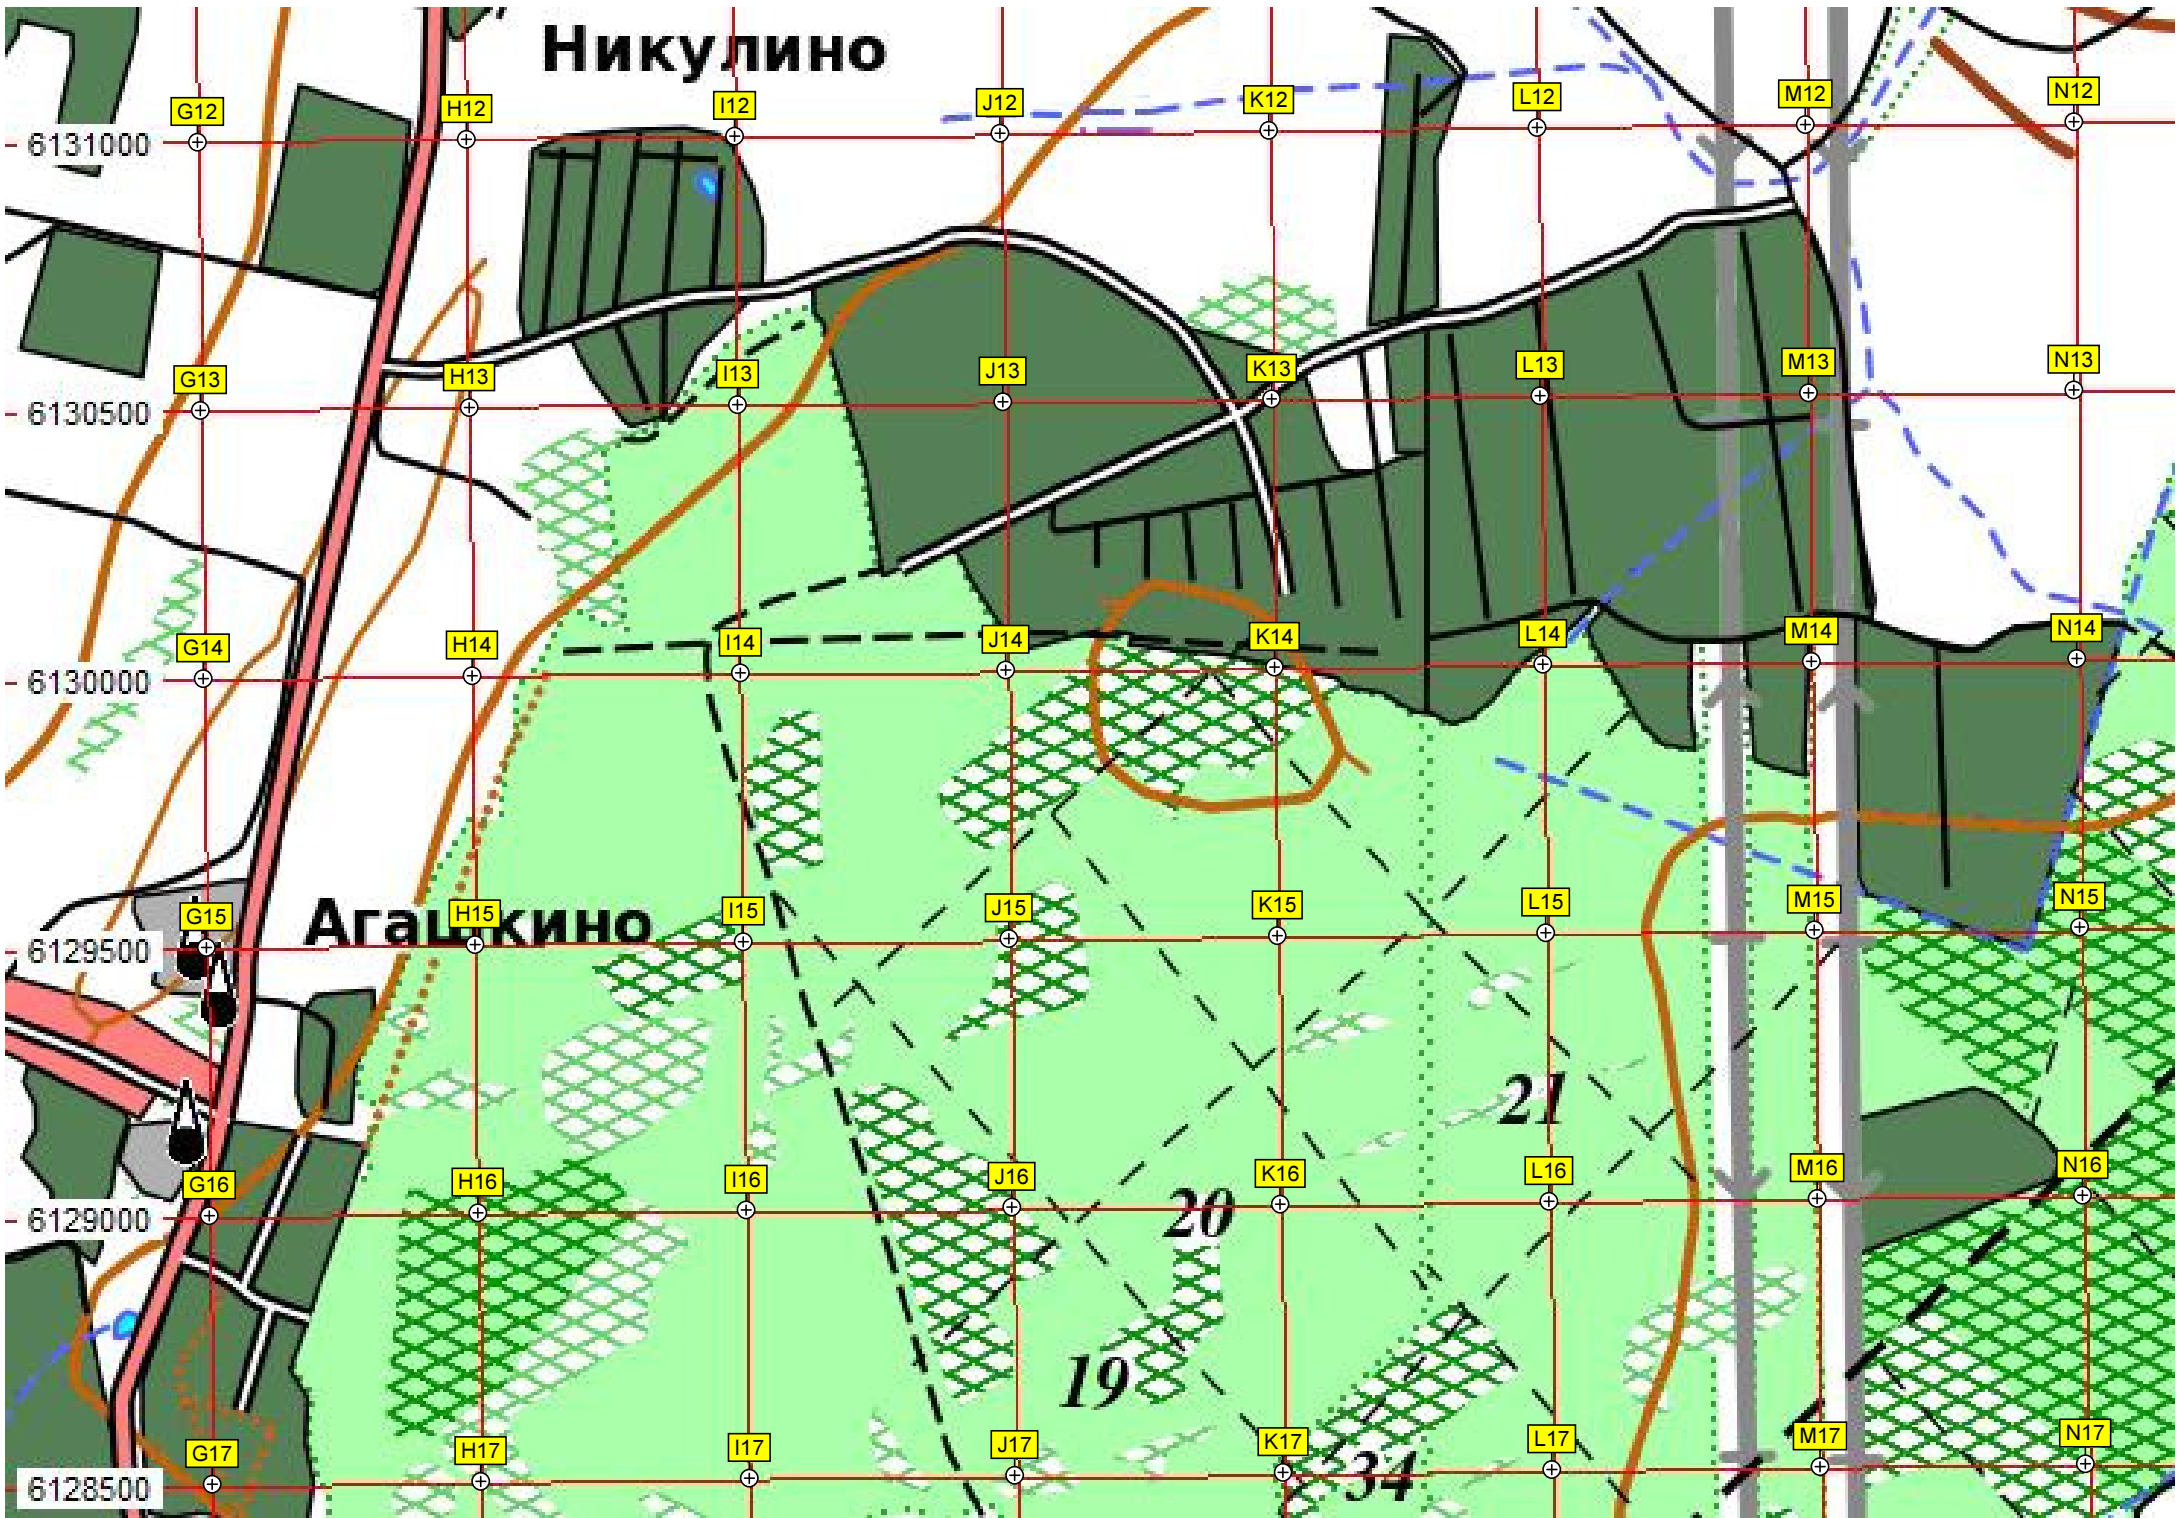 Никулино
G12 H12 I12 J12 K12 L12 M12 N12
6131000
G13 H13 I13 J13 K13 L13 M13 N13
6130500
G14 H14 I14 J14 K14 L14 M14 N14
6130000
G15 H15 I15 J15 K15 L15 M15 N15
Агашкино
6129500
21
G16 H16 I16 J16 K16 L16 M16 N16
20
6129000
19
G17 H17 I17 J17 K17 L17 M17 N17
34
6128500